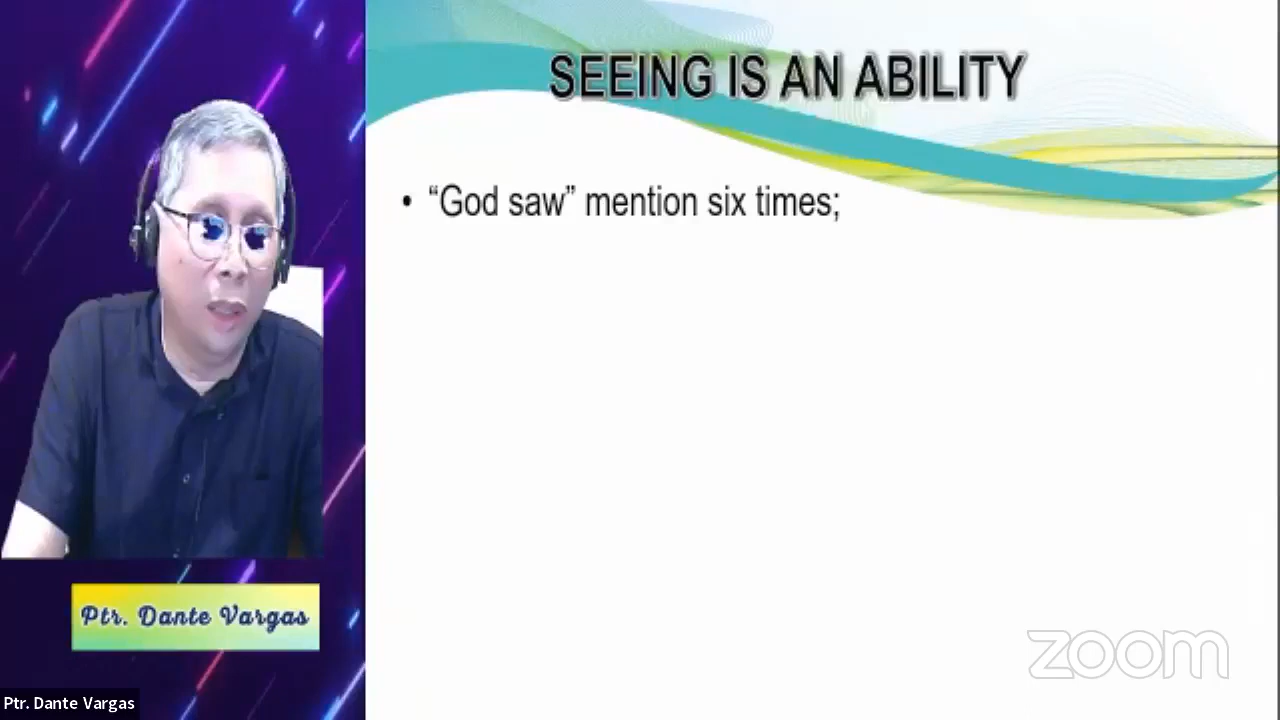 SEEING IS AN ABILITY
• “God saw” mention six times;
Ptr. Dante Vargas
zoom
Ptr. Dante Vargas